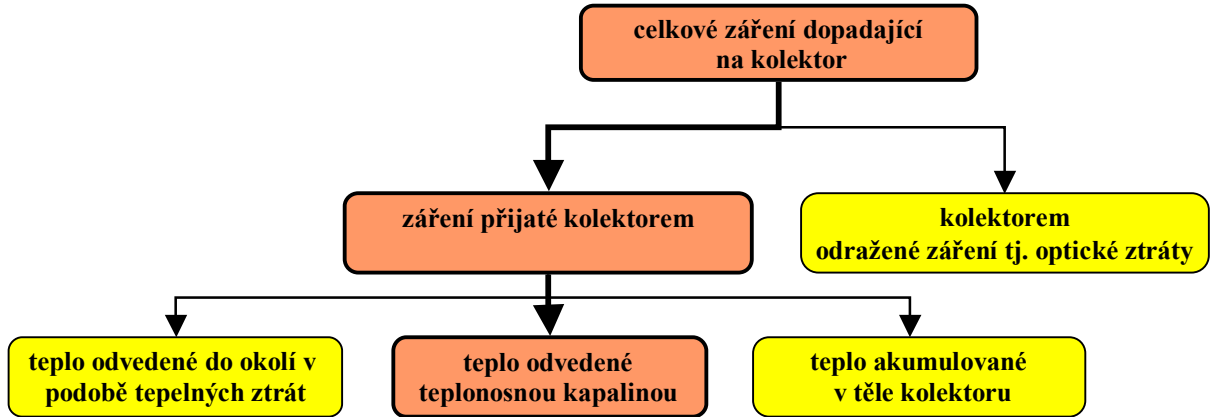 celkové záření dopadající
na kolektor
záření přijaté kolektorem
kolektorem
odražené záření tj. optické ztráty
teplo odvedené do okolí v
podobě tepelných ztrát
teplo odvedené
teplonosnou kapalinou
teplo akumulované
v těle kolektoru